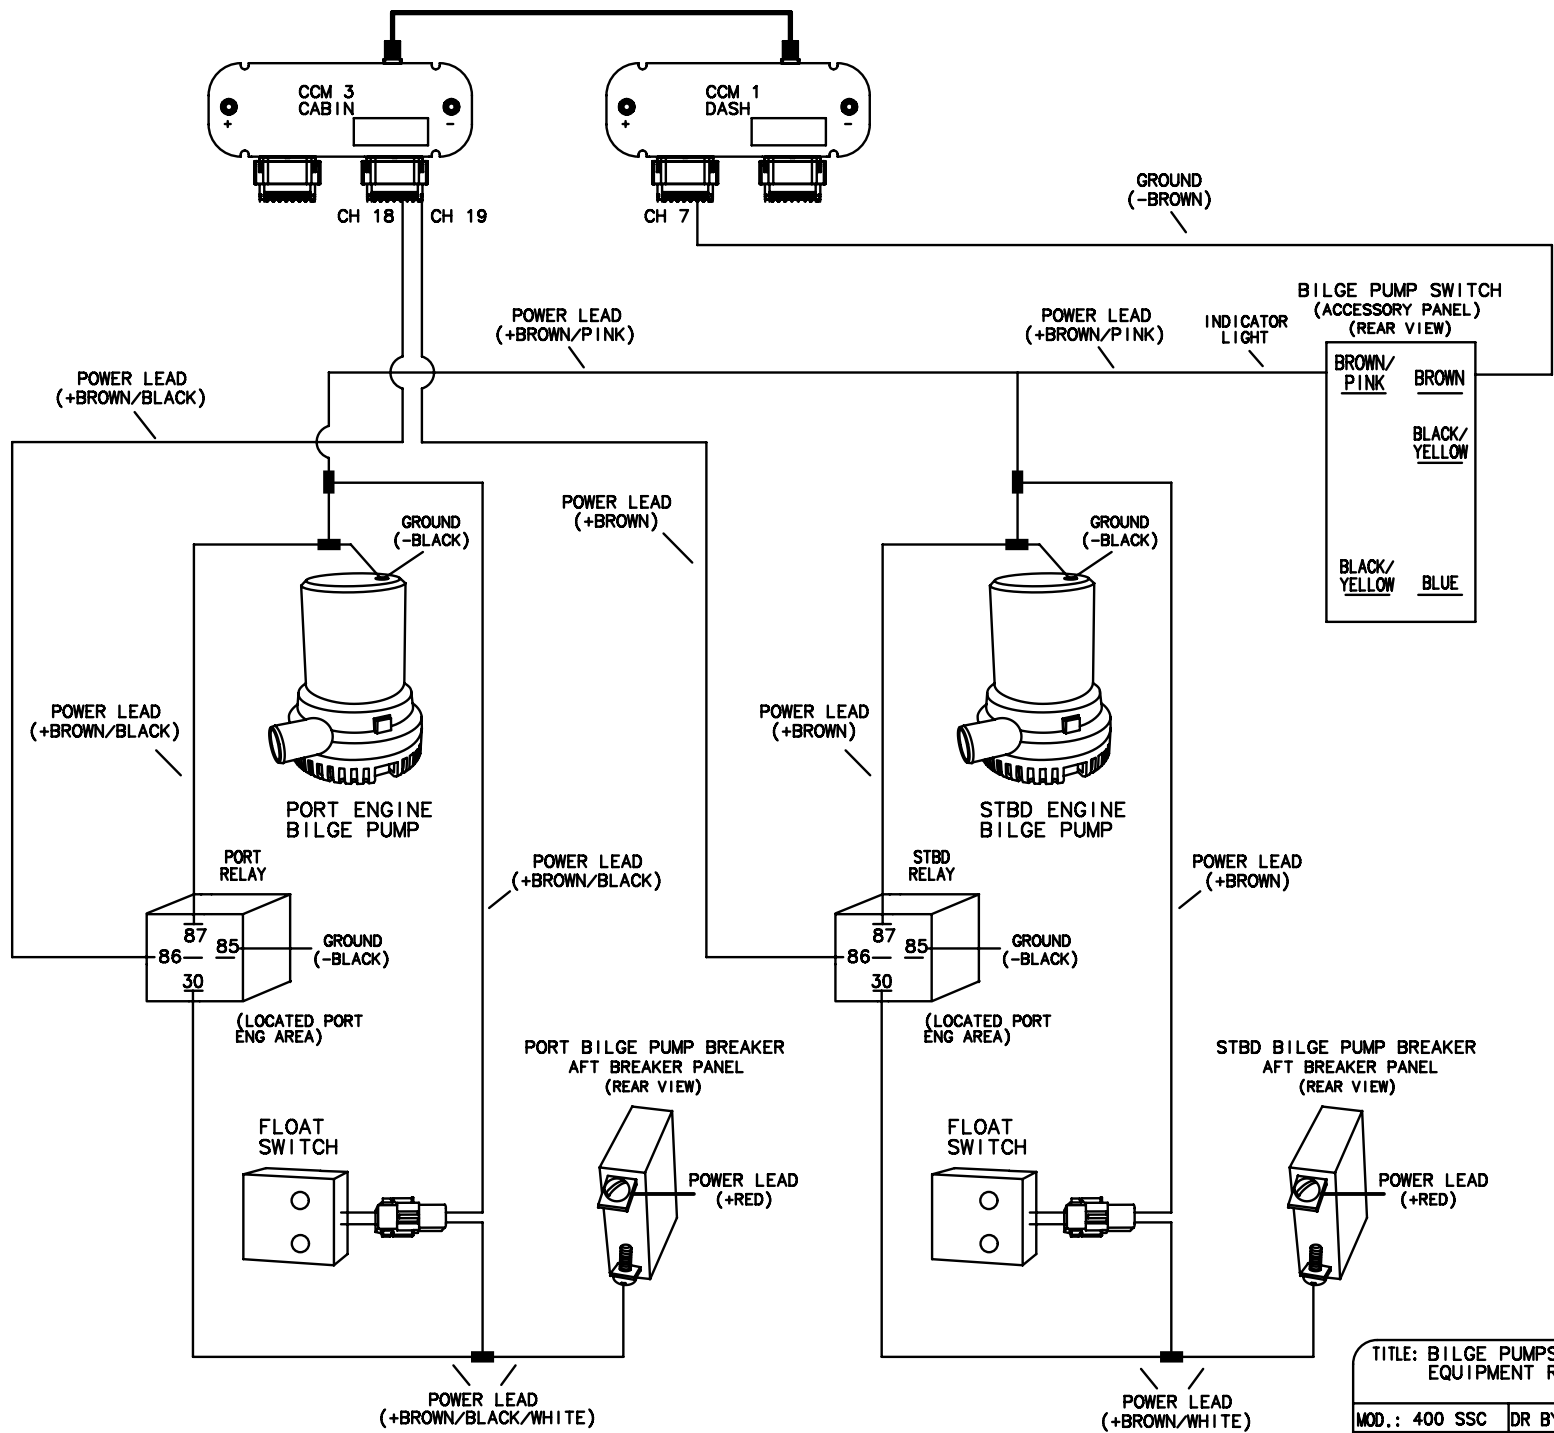 CCM 3
CABIN
+
-
CCM 1
DASH
+
-
CH 18
CH 19
CH 7
GROUND
(-BROWN)
BILGE PUMP SWITCH
(ACCESSORY PANEL)
(REAR VIEW)
POWER LEAD
(+BROWN/PINK)
POWER LEAD
(+BROWN/PINK)
INDICATOR
LIGHT
BROWN/
PINK
BROWN
BLACK/
YELLOW
BLACK/
YELLOW
BLUE
POWER LEAD
(+BROWN/BLACK)
POWER LEAD
(+BROWN)
GROUND
(-BLACK)
GROUND
(-BLACK)
POWER LEAD
(+BROWN/BLACK)
POWER LEAD
(+BROWN)
PORT ENGINE
BILGE PUMP
STBD ENGINE
BILGE PUMP
PORT
RELAY
POWER LEAD
(+BROWN/BLACK)
STBD
RELAY
POWER LEAD
(+BROWN)
87
86
85
30
GROUND
(-BLACK)
87
86
85
30
GROUND
(-BLACK)
(LOCATED PORT
ENG AREA)
(LOCATED PORT
ENG AREA)
PORT BILGE PUMP BREAKER
AFT BREAKER PANEL
(REAR VIEW)
STBD BILGE PUMP BREAKER
AFT BREAKER PANEL
(REAR VIEW)
FLOAT
SWITCH
FLOAT
SWITCH
POWER LEAD
(+RED)
POWER LEAD
(+RED)
POWER LEAD
(+BROWN/BLACK/WHITE)
POWER LEAD
(+BROWN/WHITE)
TITLE: BILGE PUMPS
EQUIPMENT R
MOD.: 400 SSC
DR BY